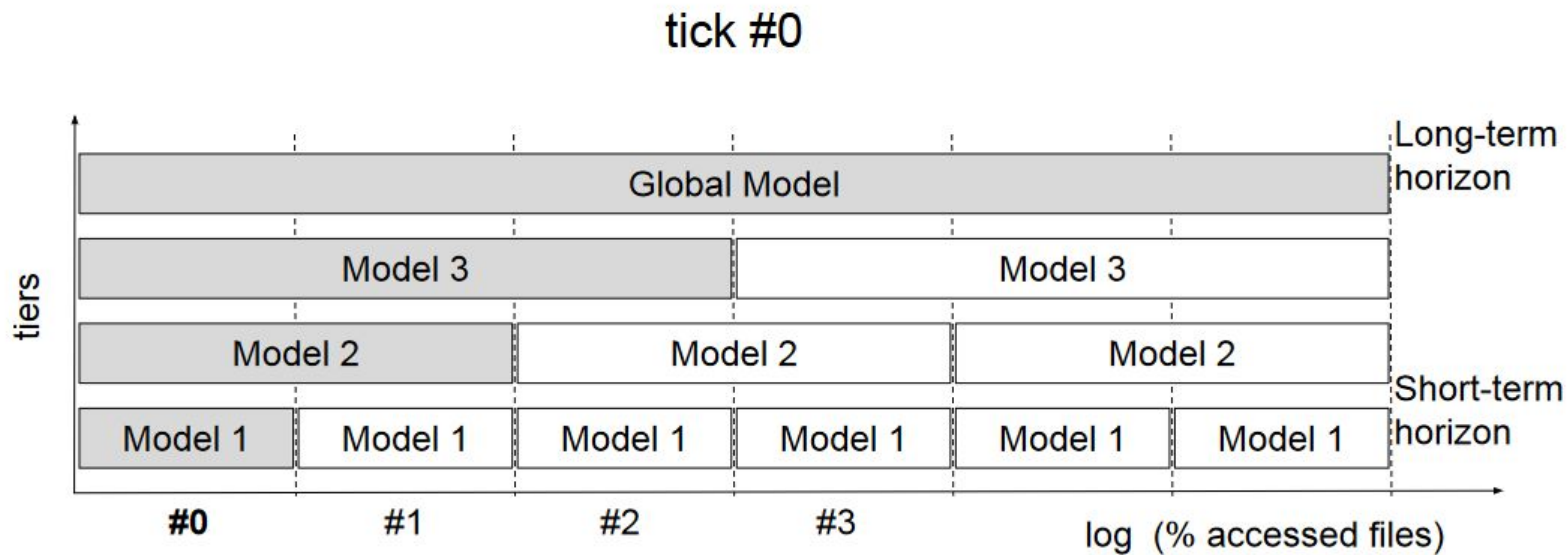 tick #0
Long-term
horizon
Global Model
Model 3 Model 3
tiers
Model 2 Model 2 Model 2
Short-term
horizon
Model 1 Model 1 Model 1 Model 1 Model 1 Model 1
#0 #1 #2 #3
log (% accessed files)